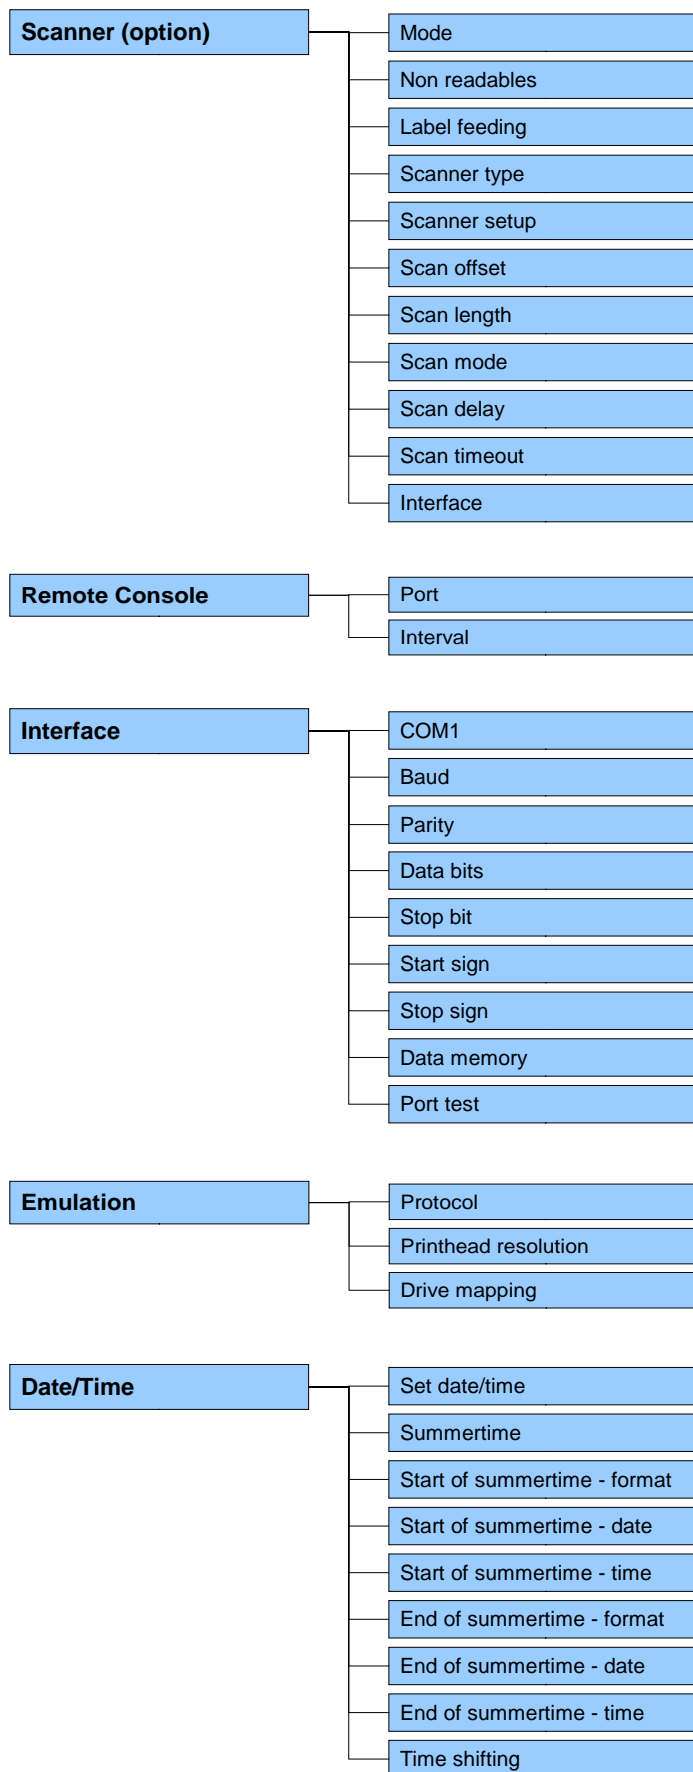 Scanner (option)
Mode
Non readables
Label feeding
Scanner type
Scanner setup
Scan offset
Scan length
Scan mode
Scan delay
Scan timeout
Interface
Remote Console
Port
Interval
Interface
COM1
Baud
Parity
Data bits
Stop bit
Start sign
Stop sign
Data memory
Port test
Emulation
Protocol
Printhead resolution
Drive mapping
Date/Time
Set date/time
Summertime
Start of summertime - format
Start of summertime - date
Start of summertime - time
End of summertime - format
End of summertime - date
End of summertime - time
Time shifting